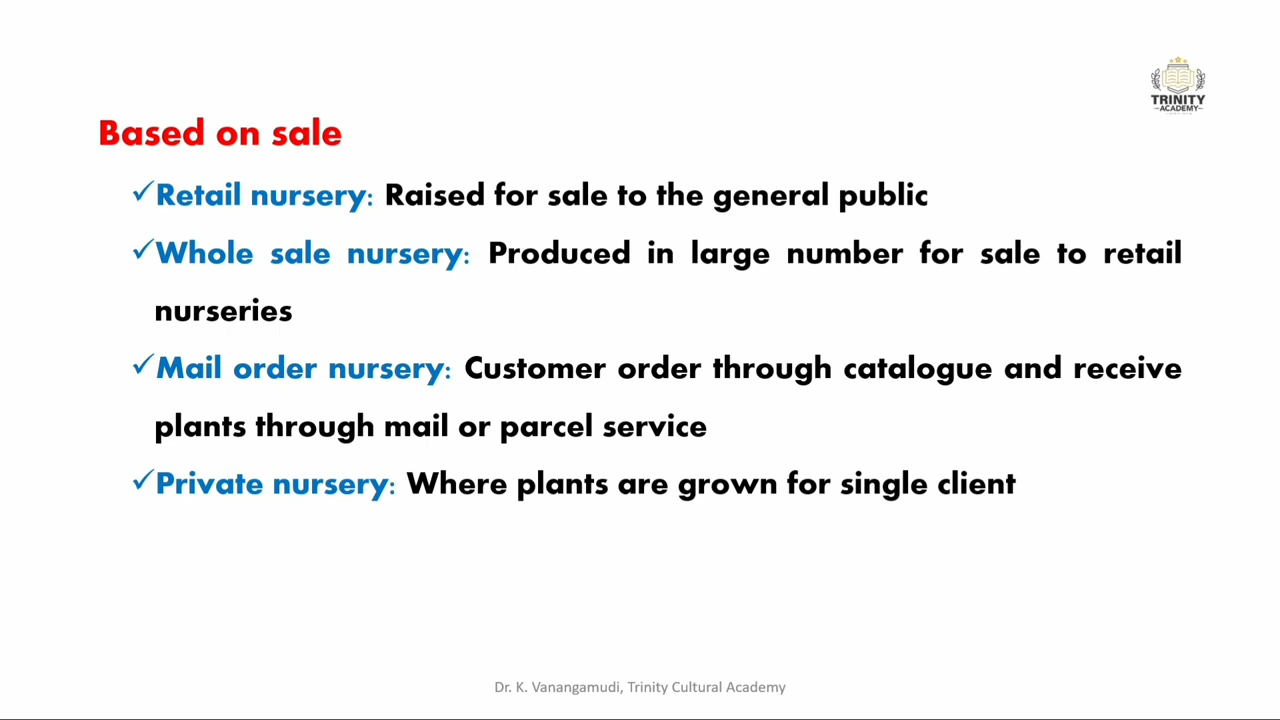 TRINITY
ACADEMY
Based on sale
✓Retail nursery: Raised for sale to the general public
✓Whole sale nursery: Produced in large number for sale to retail
nurseries
✓Mail order nursery: Customer order through catalogue and receive
plants through mail or parcel service
✓Private nursery: Where plants are grown for single client
Dr. K. Vanangamudi, Trinity Cultural Academy